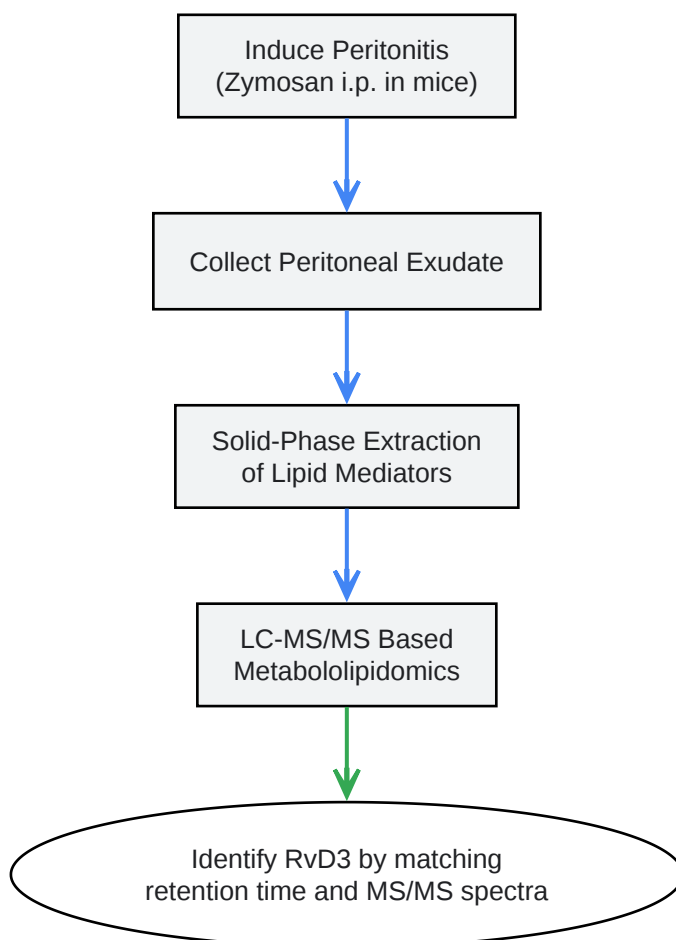 Induce Peritonitis
(Zymosan i.p. in mice)
Collect Peritoneal Exudate
Solid-Phase Extraction
of Lipid Mediators
LC-MS/MS Based
Metabololipidomics
Identify RvD3 by matching
retention time and MS/MS spectra